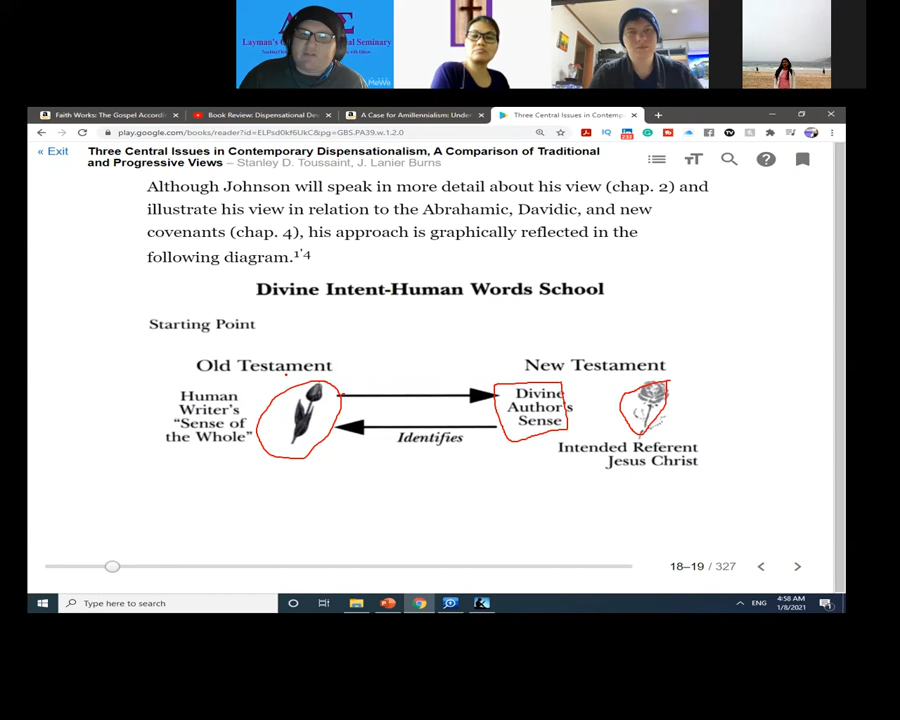 Layman's
Seminary
MeWe
Faith Works: The Gospel Accordin
Book Review: Dispensational De
A Case for Amillennialism: Under
Three Central Issues in Contemp
play.google.com/books/reader?id=ELPsd0kf6UkC&pg=GBS.PA39.w.1.2.0
Exit
Three Central Issues in Contemporary Dispensationalism, A Comparison of Traditional
and Progressive Views – Stanley D. Toussaint, J. Lanier Burns
Although Johnson will speak in more detail about his view (chap. 2) and
illustrate his view in relation to the Abrahamic, Davidic, and new
covenants (chap. 4), his approach is graphically reflected in the
following diagram.1'4
Divine Intent-Human Words School
Starting Point
Old Testament
New Testament
Human
Writer's
"Sense of
the Whole"
Identifies
Divine
Author's
Sense
Intended Referent
Jesus Christ
18–19 / 327
Type here to search
ENG
4:58 AM
1/8/2021